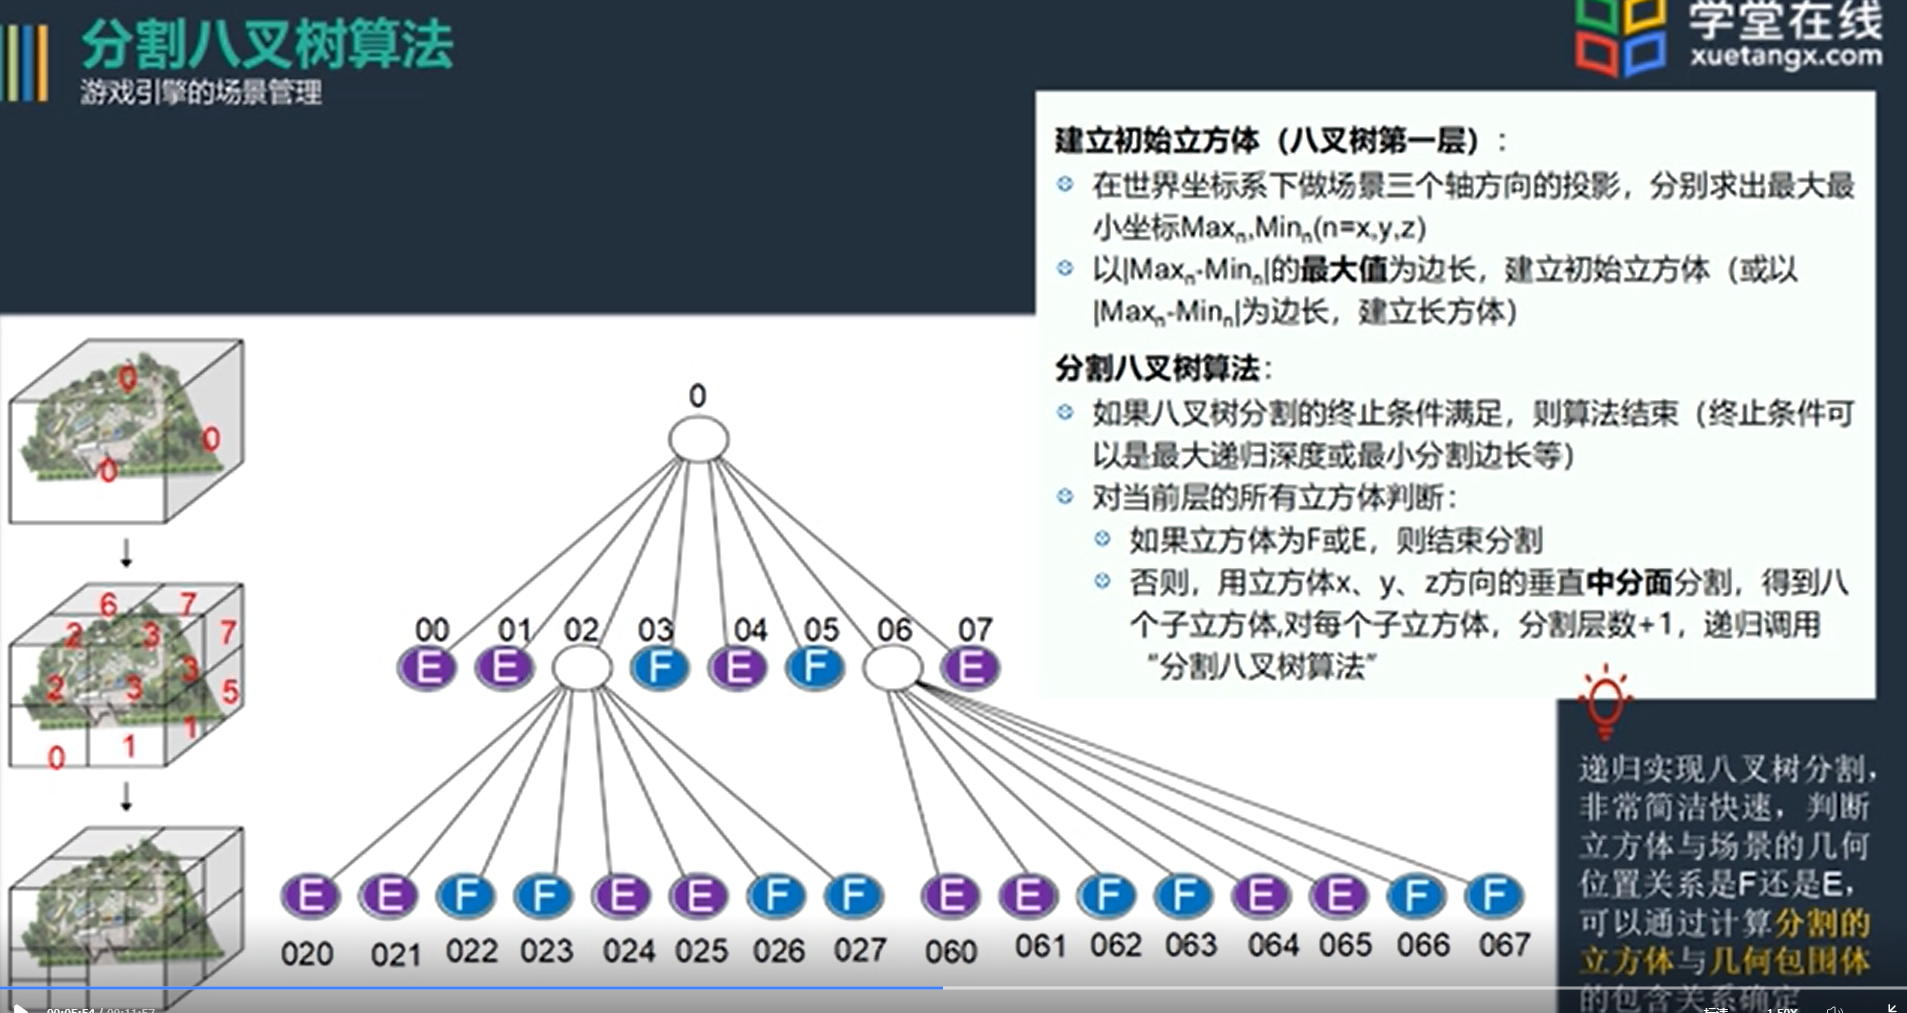 分割八叉树算法
游戏引擎的场景管理
学堂在线
xuetangx.com
建立初始立方体（八叉树第一层）：
在世界坐标系下做场景三个轴方向的投影，分别求出最大最
小坐标Maxn,Minn(n=x,y,z)
以|Maxn-Minn|的最大值为边长，建立初始立方体（或以
|Maxn-Minn|为边长，建立长方体）
分割八叉树算法：
如果八叉树分割的终止条件满足，则算法结束（终止条件可
以是最大递归深度或最小分割边长等）
对当前层的所有立方体判断：
如果立方体为F或E，则结束分割
否则，用立方体x、y、z方向的垂直中分面分割，得到八
个子立方体,对每个子立方体，分割层数+1，递归调用
“分割八叉树算法”
0
0
0
6 7
2 3 7
2 3 3 5
0 1 1
0
00 01 02 03 04 05 06 07
E E F E F E
E E F F E E F F E E F F E E F F
020 021 022 023 024 025 026 027 060 061 062 063 064 065 066 067
递归实现八叉树分割，
非常简洁快速，判断
立方体与场景的几何
位置关系是F还是E，
可以通过计算分割的
立方体与几何包围体
的包含关系确定
00:05:54 / 00:11:57
标清 1.50X